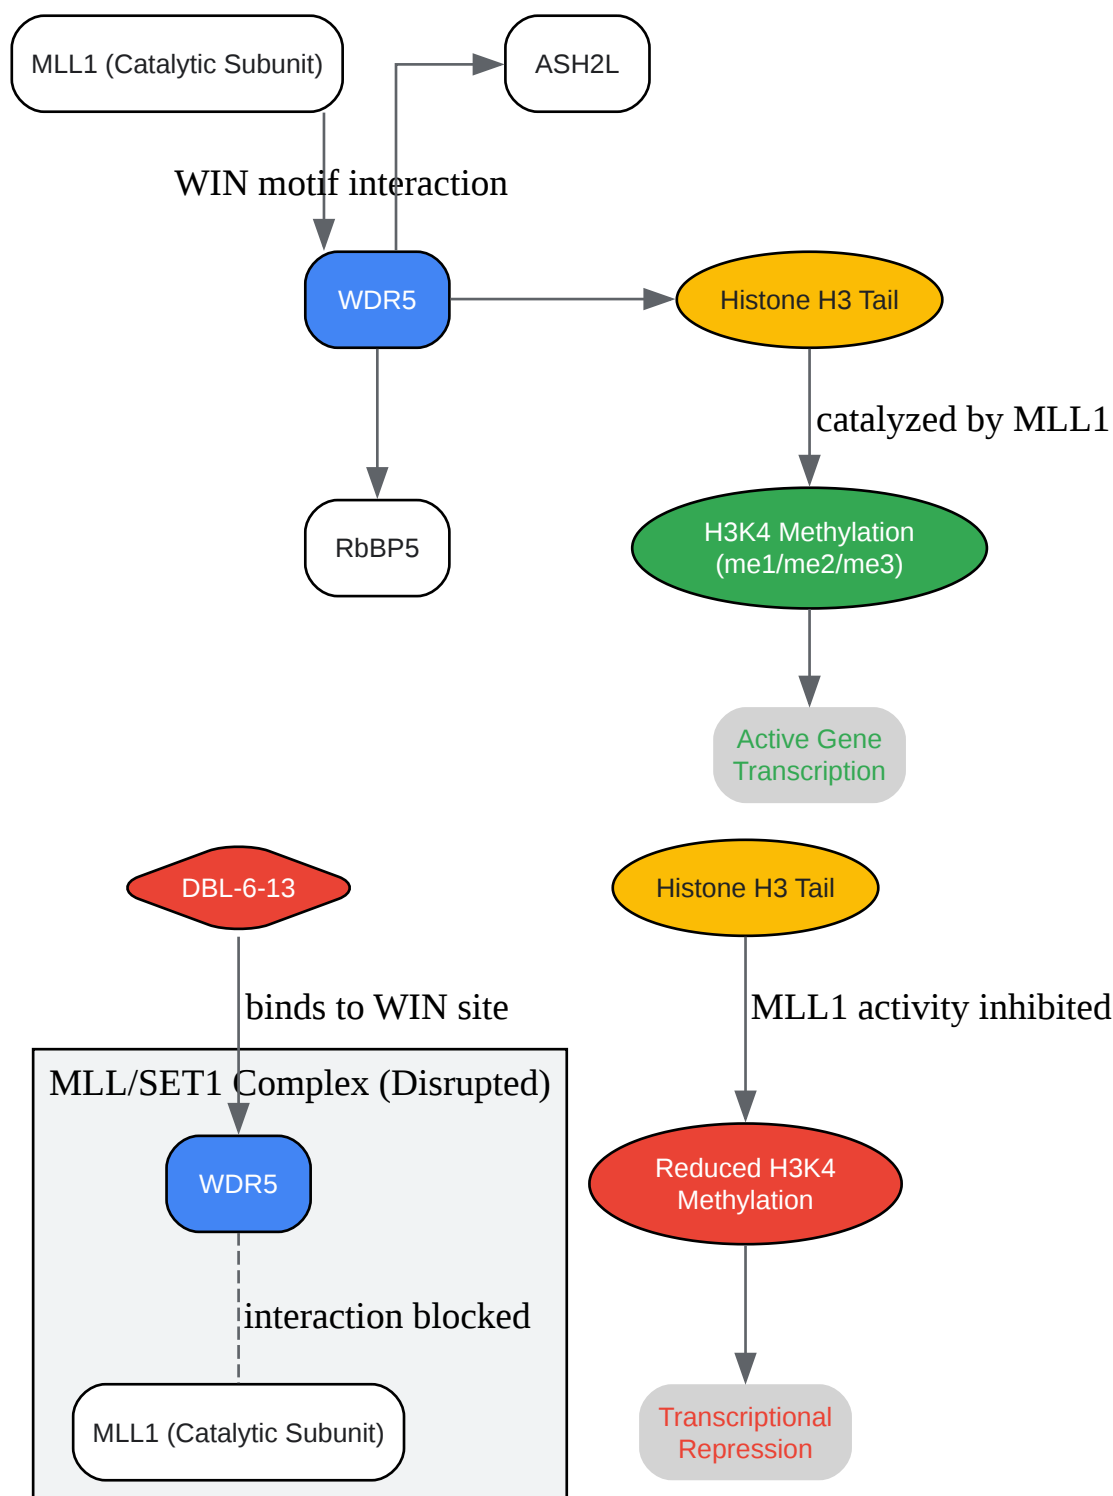 MLL1 (Catalytic Subunit)
ASH2L
WIN motif interaction
WDR5
Histone H3 Tail
catalyzed by MLL1
RbBP5
H3K4 Methylation
(me1/me2/me3)
Active Gene
Transcription
DBL-6-13
Histone H3 Tail
binds to WIN site
MLL1 activity inhibited
MLL/SET1 Complex (Disrupted)
WDR5
Reduced H3K4
Methylation
interaction blocked
MLL1 (Catalytic Subunit)
Transcriptional
Repression